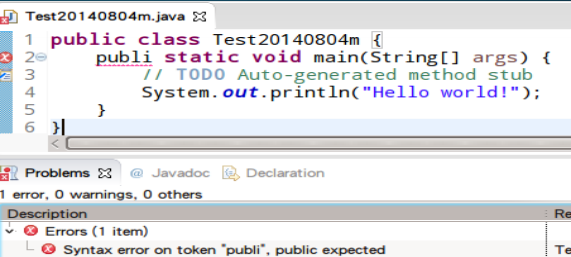 Test20140804m.java
1 public class Test20140804m {
2 publi static void main(String[] args) {
3 // TODO Auto-generated method stub
4 System.out.println("Hello world!");
5 }
6 }
Problems @ Javadoc Declaration
1 error, 0 warnings, 0 others
Description Re
Errors (1 item)
Syntax error on token "publi", public expected Te